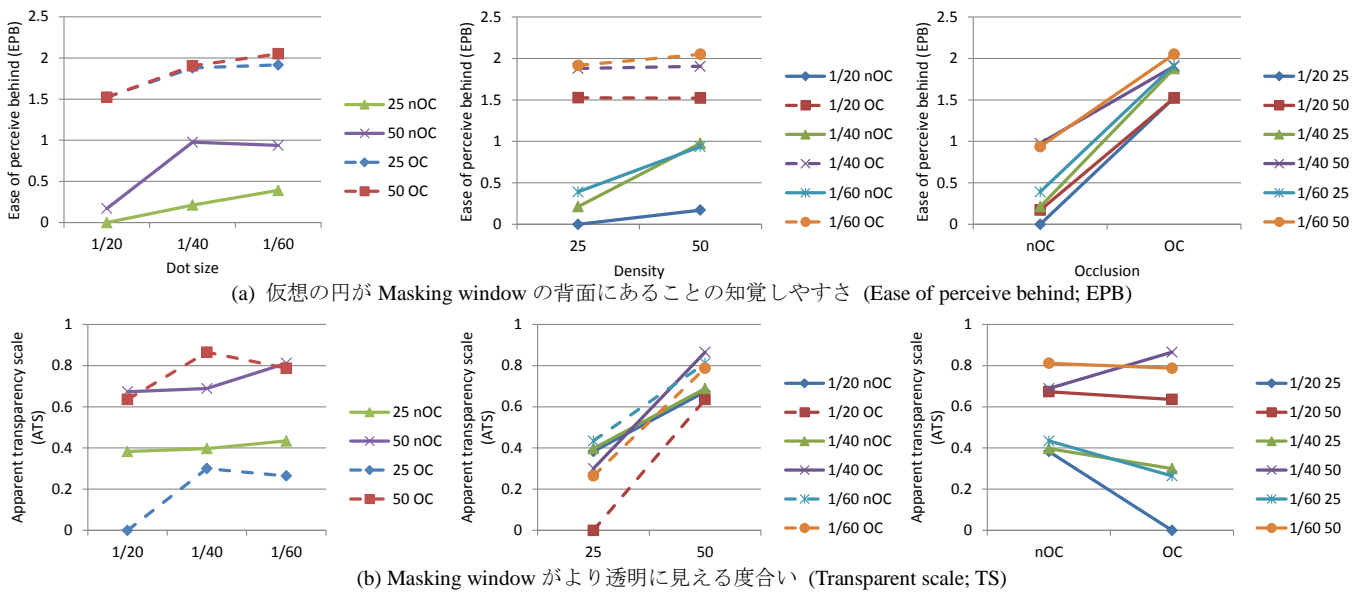 Ease of perceive behind (EPB)
2.5
2
1.5
1
0.5
0
1/20
1/40
1/60
Dot size
25 nOC
50 nOC
25 OC
50 OC
Ease of perceive behind (EPB)
2.5
2
1.5
1
0.5
0
25
50
Density
1/20 nOC
1/20 OC
1/40 nOC
1/40 OC
1/60 nOC
1/60 OC
Ease of perceive behind (EPB)
2.5
2
1.5
1
0.5
0
nOC
OC
Occlusion
1/20 25
1/20 50
1/40 25
1/40 50
1/60 25
1/60 50
(a) 仮想の円が Masking window の背面にあることの知覚しやすさ (Ease of perceive behind; EPB)
Apparent transparency scale
(ATS)
1
0.8
0.6
0.4
0.2
0
1/20
1/40
1/60
25 nOC
50 nOC
25 OC
50 OC
Apparent transparency scale
(ATS)
1
0.8
0.6
0.4
0.2
0
25
50
1/20 nOC
1/20 OC
1/40 nOC
1/40 OC
1/60 nOC
1/60 OC
Apparent transparency scale
(ATS)
1
0.8
0.6
0.4
0.2
0
nOC
OC
1/20 25
1/20 50
1/40 25
1/40 50
1/60 25
1/60 50
(b) Masking window がより透明に見える度合い (Transparent scale; TS)